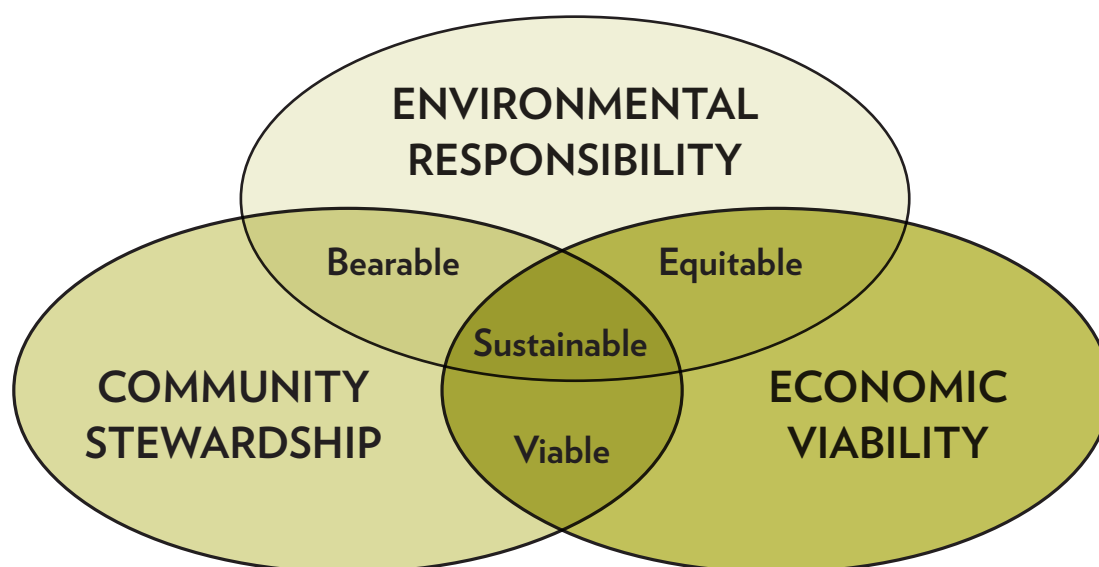 ENVIRONMENTAL
RESPONSIBILITY
Bearable
Equitable
Sustainable
COMMUNITY
STEWARDSHIP
ECONOMIC
VIABILITY
Viable